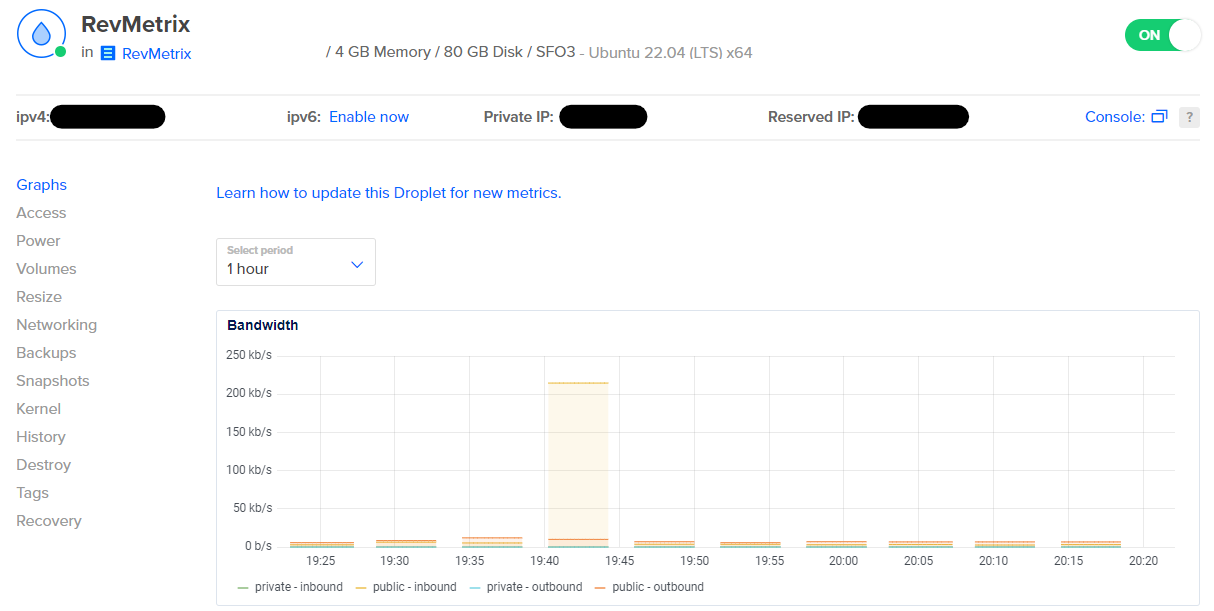 RevMetrix
in RevMetrix / 4 GB Memory / 80 GB Disk / SFO3 - Ubuntu 22.04 (LTS) x64
ON
ipv4: ipv6: Enable now Private IP: Reserved IP: Console: ?
Graphs
Access
Power
Volumes
Resize
Networking
Backups
Snapshots
Kernel
History
Destroy
Tags
Recovery
Learn how to update this Droplet for new metrics.
Select period
1 hour
Bandwidth
250 kb/s
200 kb/s
150 kb/s
100 kb/s
50 kb/s
0 b/s
19:25 19:30 19:35 19:40 19:45 19:50 19:55 20:00 20:05 20:10 20:15 20:20
private - inbound public - inbound private - outbound public - outbound